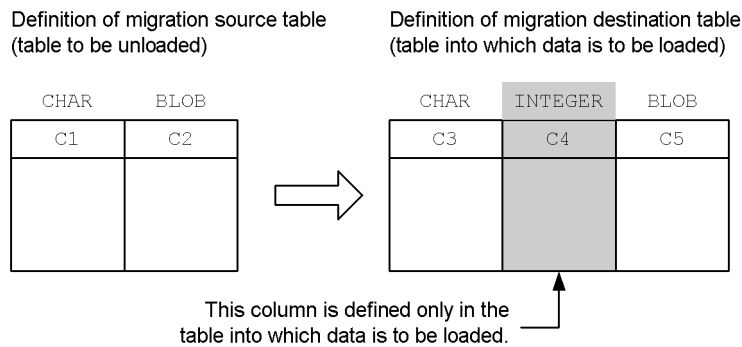 Definition of migration source table
(table to be unloaded)
Definition of migration destination table
(table into which data is to be loaded)
CHAR BLOB
C1 C2
CHAR INTEGER BLOB
C3 C4 C5
This column is defined only in the
table into which data is to be loaded.